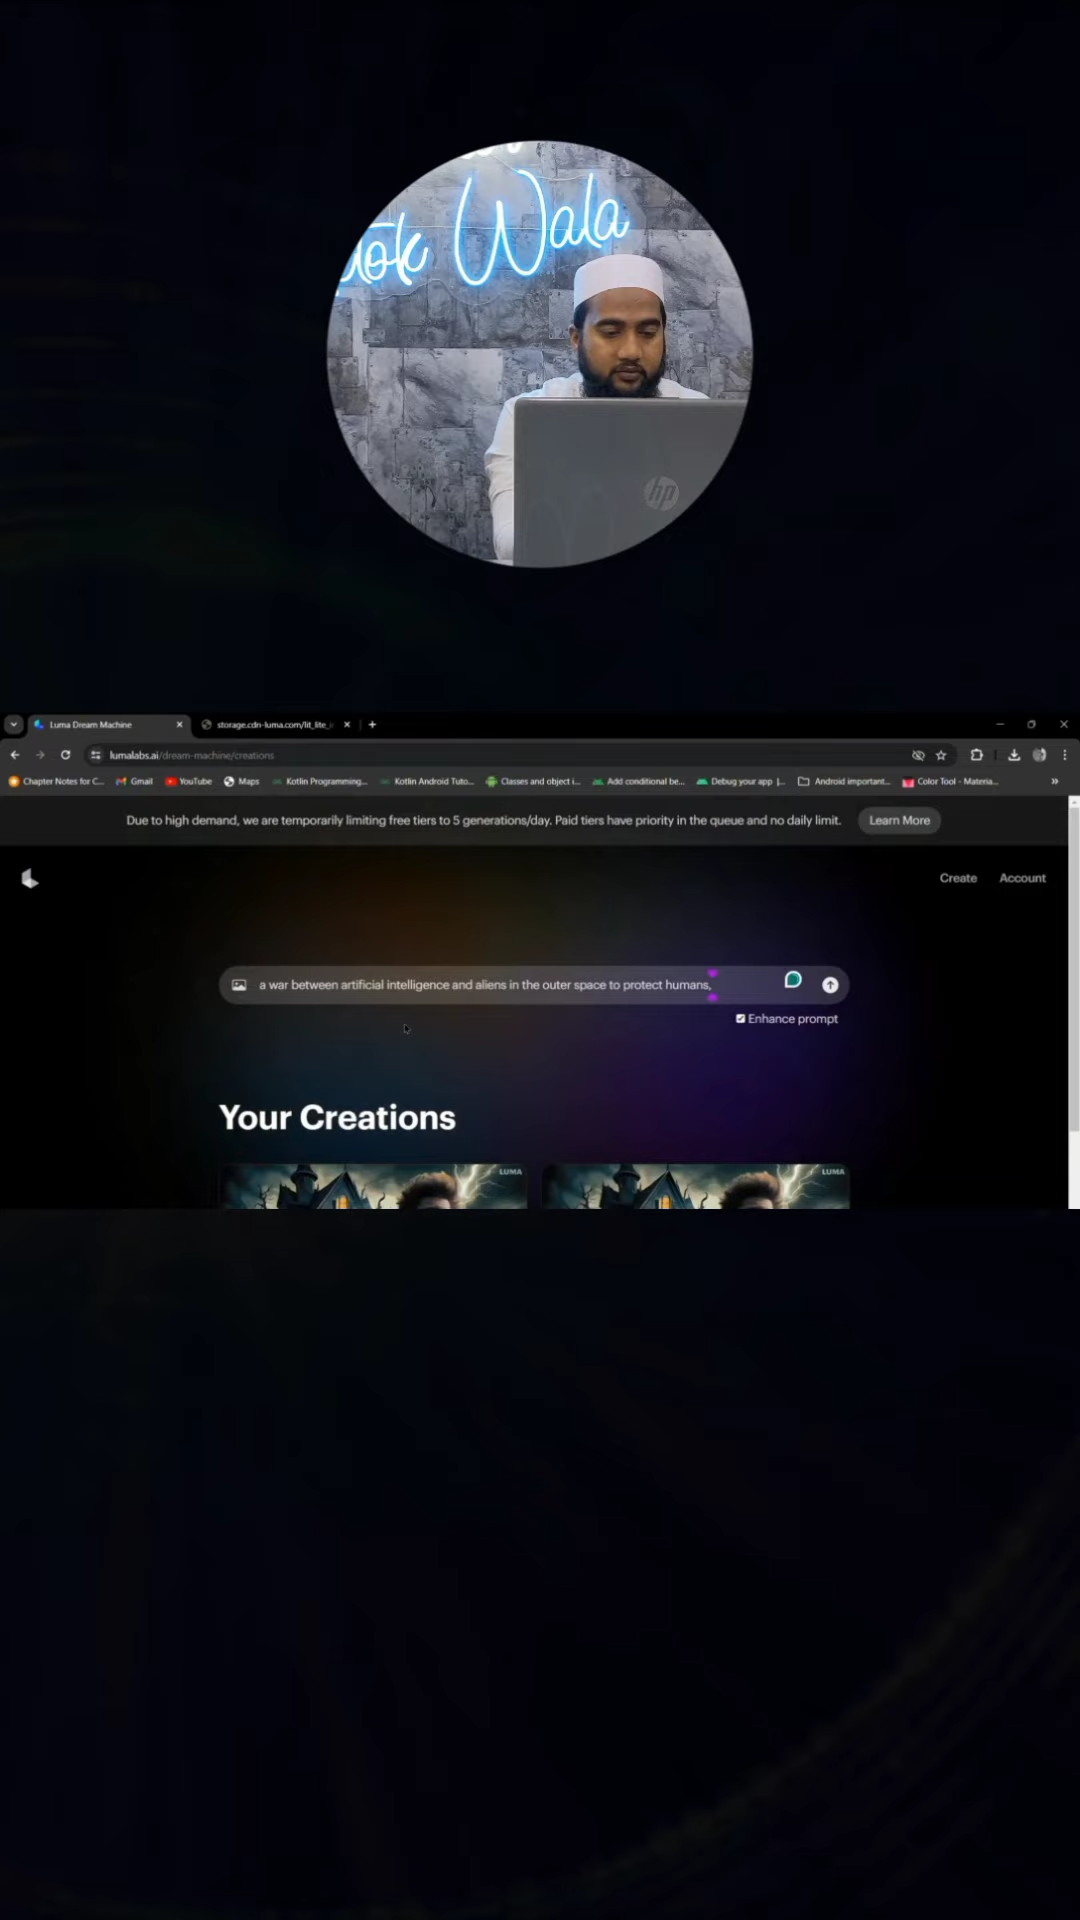 Wala
hp
Luma Dream Machine
storage.cdn-luma.com/lit_lite_i
lumalabs.ai/dream-machine/creations
Chapter Notes for C...
Gmail
YouTube
Maps
Kotlin Programming...
Kotlin Android Tuto...
Classes and object i...
Add conditional be...
Debug your app |...
Android important...
Color Tool - Materia...
Due to high demand, we are temporarily limiting free tiers to 5 generations/day. Paid tiers have priority in the queue and no daily limit.
Learn More
Create
Account
a war between artificial intelligence and aliens in the outer space to protect humans,
Enhance prompt
Your Creations
LUMA
LUMA